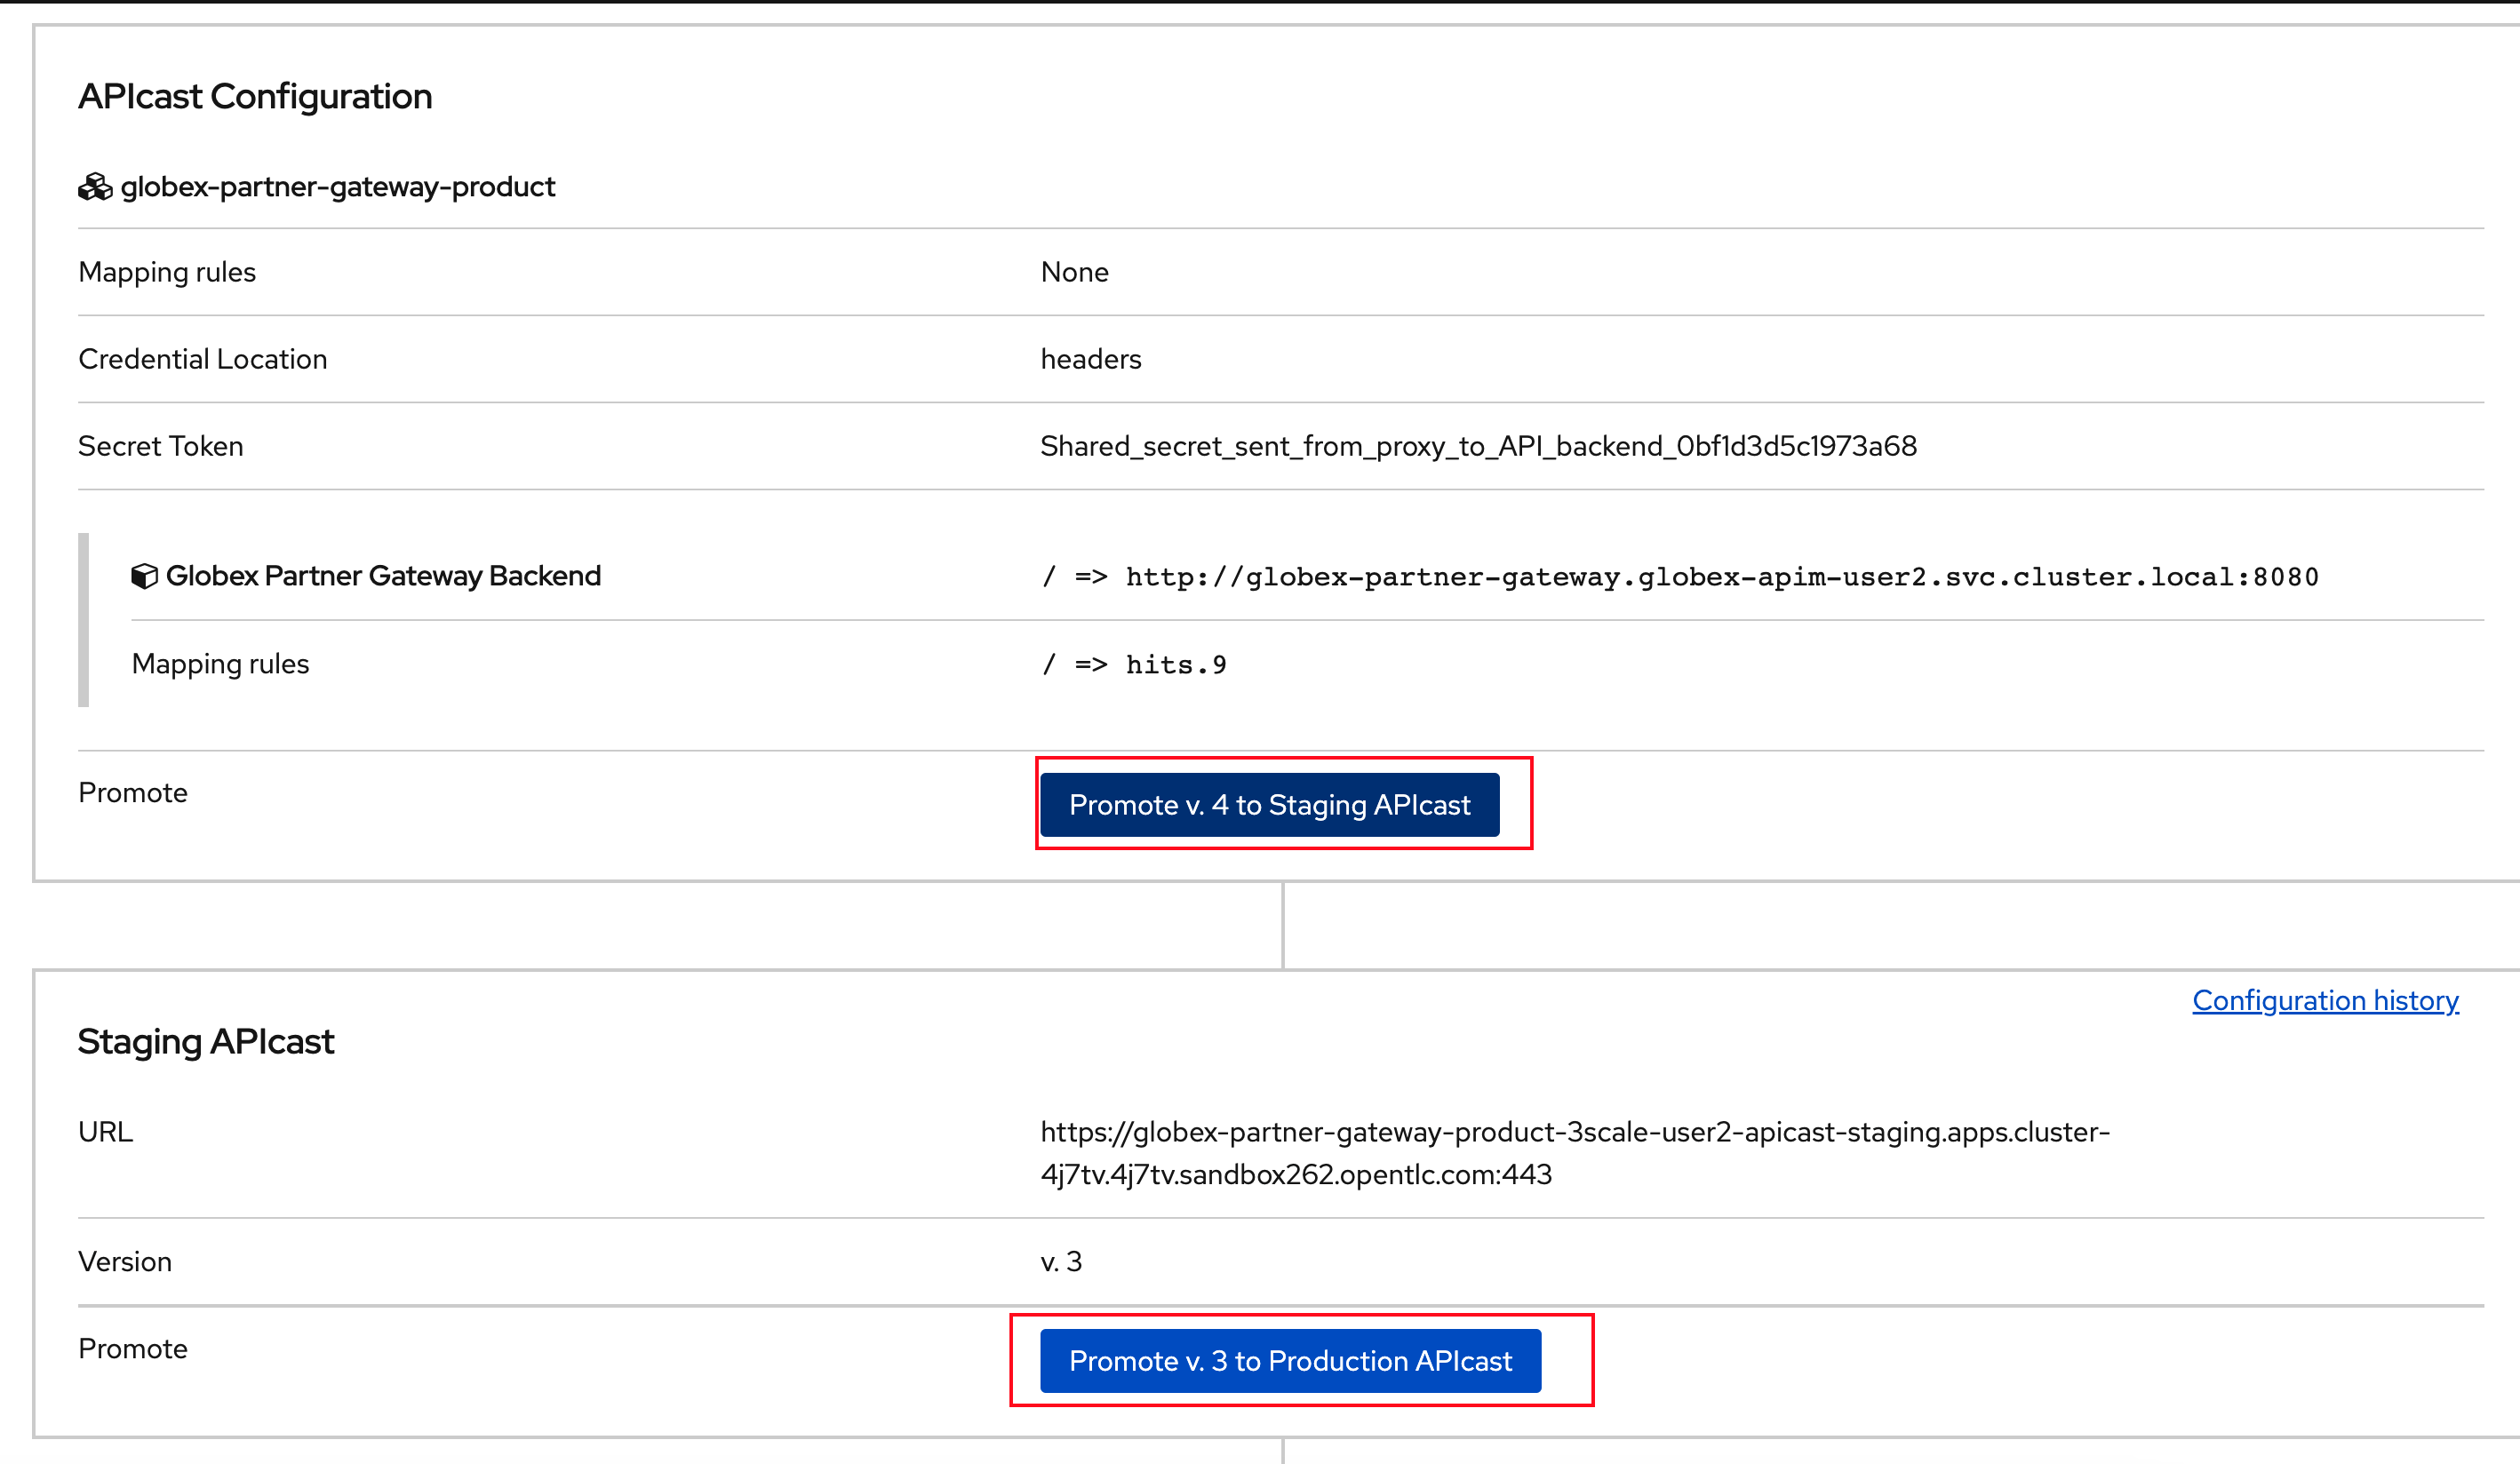 APIcast Configuration
globex-partner-gateway-product
Mapping rules None
Credential Location headers
Secret Token Shared_secret_sent_from_proxy_to_API_backend_0bf1d3d5c1973a68
Globex Partner Gateway Backend / => http://globex-partner-gateway.globex-apim-user2.svc.cluster.local:8080
Mapping rules / => hits.9
Promote Promote v. 4 to Staging APIcast
Configuration history
Staging APIcast
URL https://globex-partner-gateway-product-3scale-user2-apicast-staging.apps.cluster-
4j7tv.4j7tv.sandbox262.opentlc.com:443
Version v. 3
Promote Promote v. 3 to Production APIcast